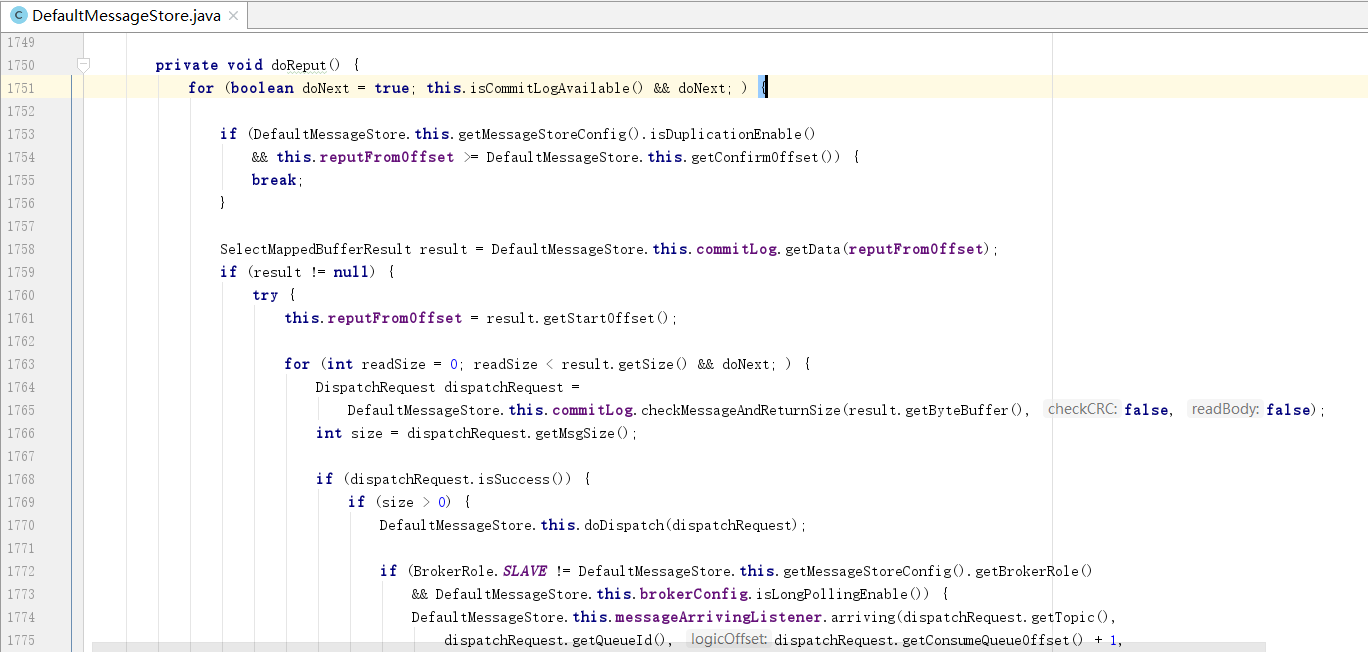 DefaultMessageStore.java
1749
1750 private void doReput() {
1751 for (boolean doNext = true; this.isCommitLogAvailable() && doNext; ) {
1752
1753 if (DefaultMessageStore.this.getMessageStoreConfig().isDuplicationEnable()
1754 && this.reputFromOffset >= DefaultMessageStore.this.getConfirmOffset()) {
1755 break;
1756 }
1757
1758 SelectMappedBufferResult result = DefaultMessageStore.this.commitLog.getData(reputFromOffset);
1759 if (result != null) {
1760 try {
1761 this.reputFromOffset = result.getStartOffset();
1762
1763 for (int readSize = 0; readSize < result.getSize() && doNext; ) {
1764 DispatchRequest dispatchRequest =
1765 DefaultMessageStore.this.commitLog.checkMessageAndReturnSize(result.getByteBuffer(), checkCRC: false, readBody: false);
1766 int size = dispatchRequest.getMsgSize();
1767
1768 if (dispatchRequest.isSuccess()) {
1769 if (size > 0) {
1770 DefaultMessageStore.this.doDispatch(dispatchRequest);
1771
1772 if (BrokerRole.SLAVE != DefaultMessageStore.this.getMessageStoreConfig().getBrokerRole()
1773 && DefaultMessageStore.this.brokerConfig.isLongPollingEnable()) {
1774 DefaultMessageStore.this.messageArrivingListener.arriving(dispatchRequest.getTopic(),
1775 dispatchRequest.getQueueId(), logicOffset: dispatchRequest.getConsumeQueueOffset() + 1,